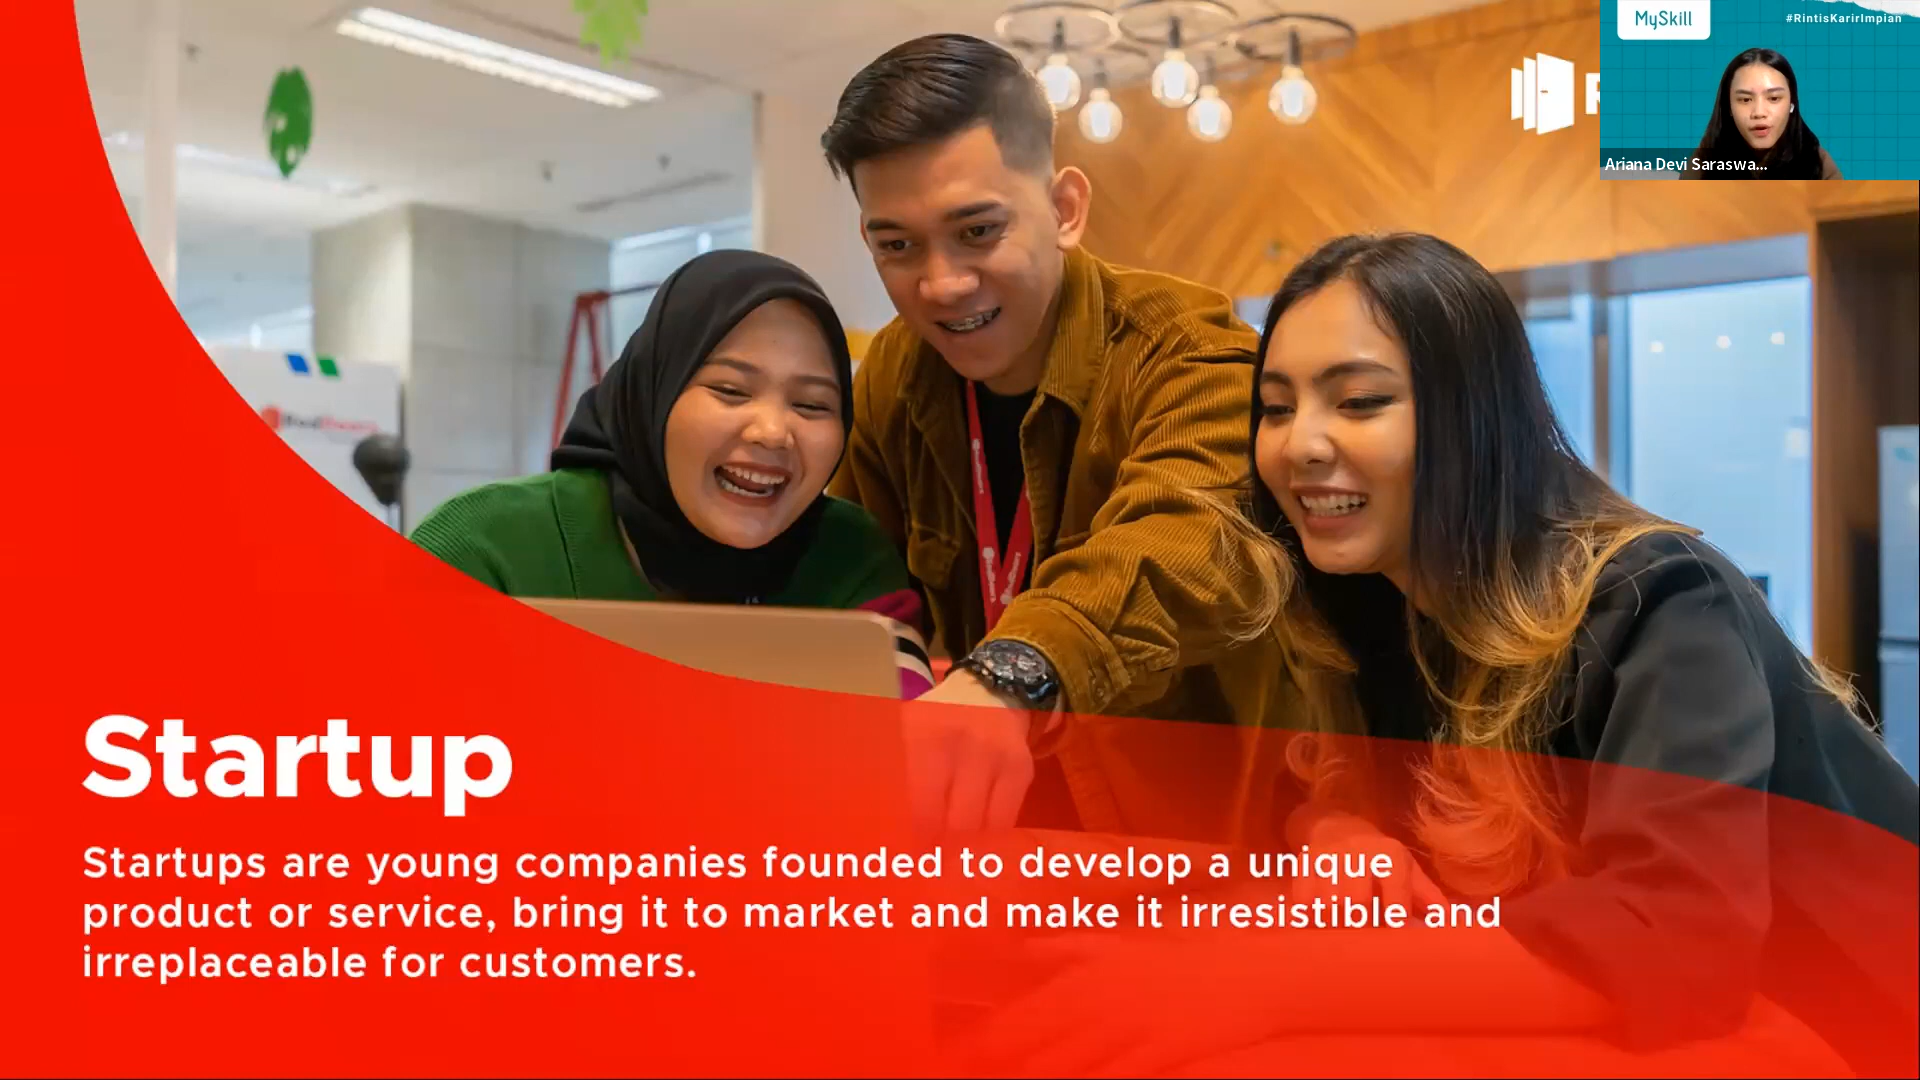 MySkill
#RintisKarirImpian
Ariana Devi Saraswa...
Startup
Startups are young companies founded to develop a unique
product or service, bring it to market and make it irresistible and
irreplaceable for customers.